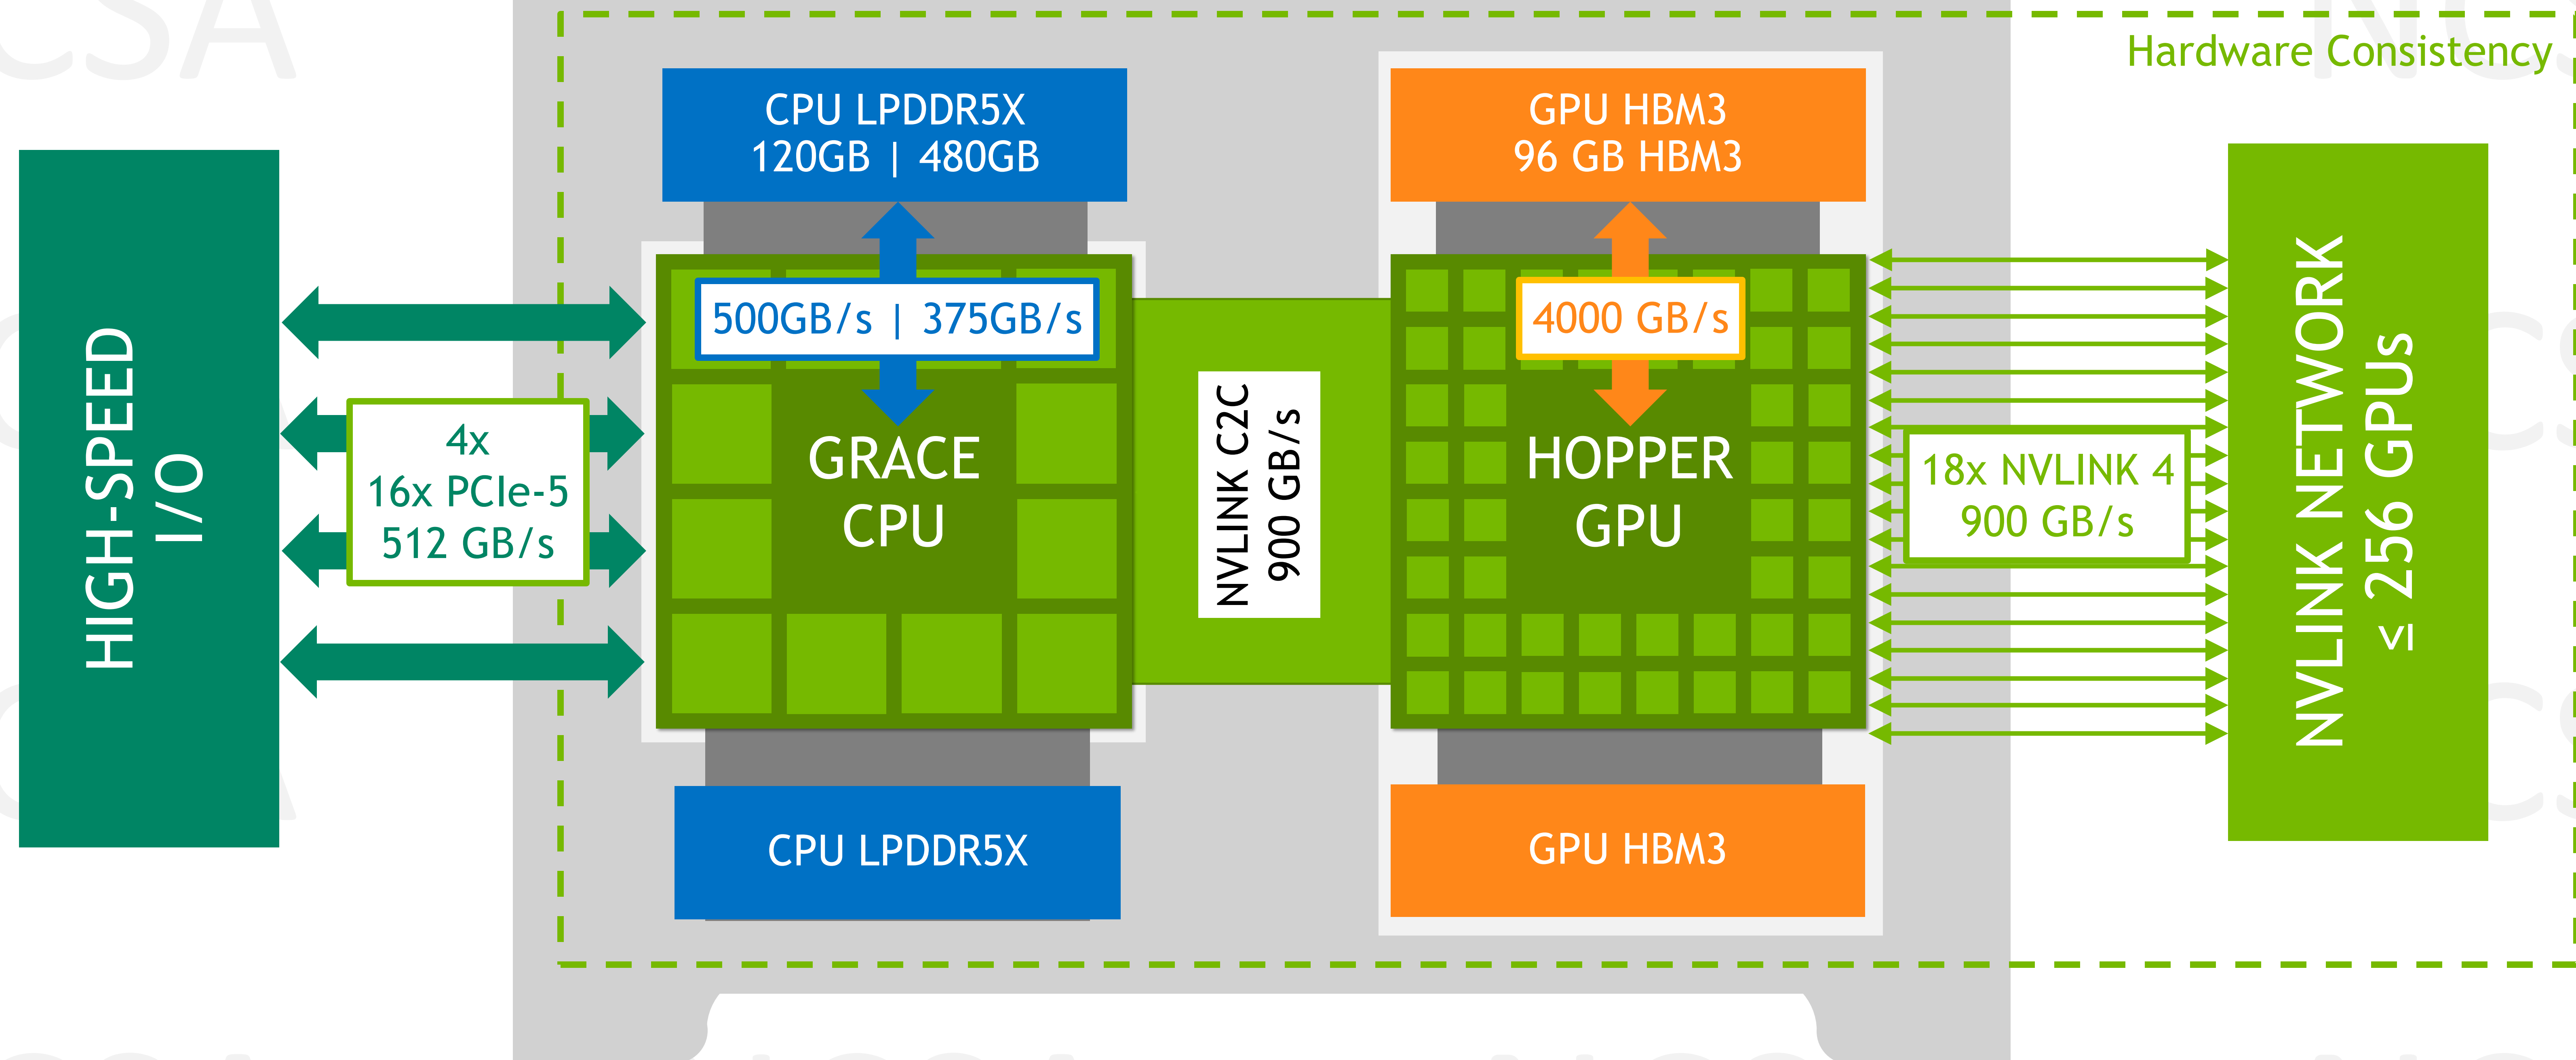 Hardware Consistency
CPU LPDDR5X
120GB | 480GB
GPU HBM3
96 GB HBM3
HIGH-SPEED
I/O
4x
16x PCIe-5
512 GB/s
500GB/s | 375GB/s
GRACE
CPU
NVLINK C2C
900 GB/s
4000 GB/s
HOPPER
GPU
18x NVLINK 4
900 GB/s
NVLINK NETWORK
≤ 256 GPUs
CPU LPDDR5X
GPU HBM3